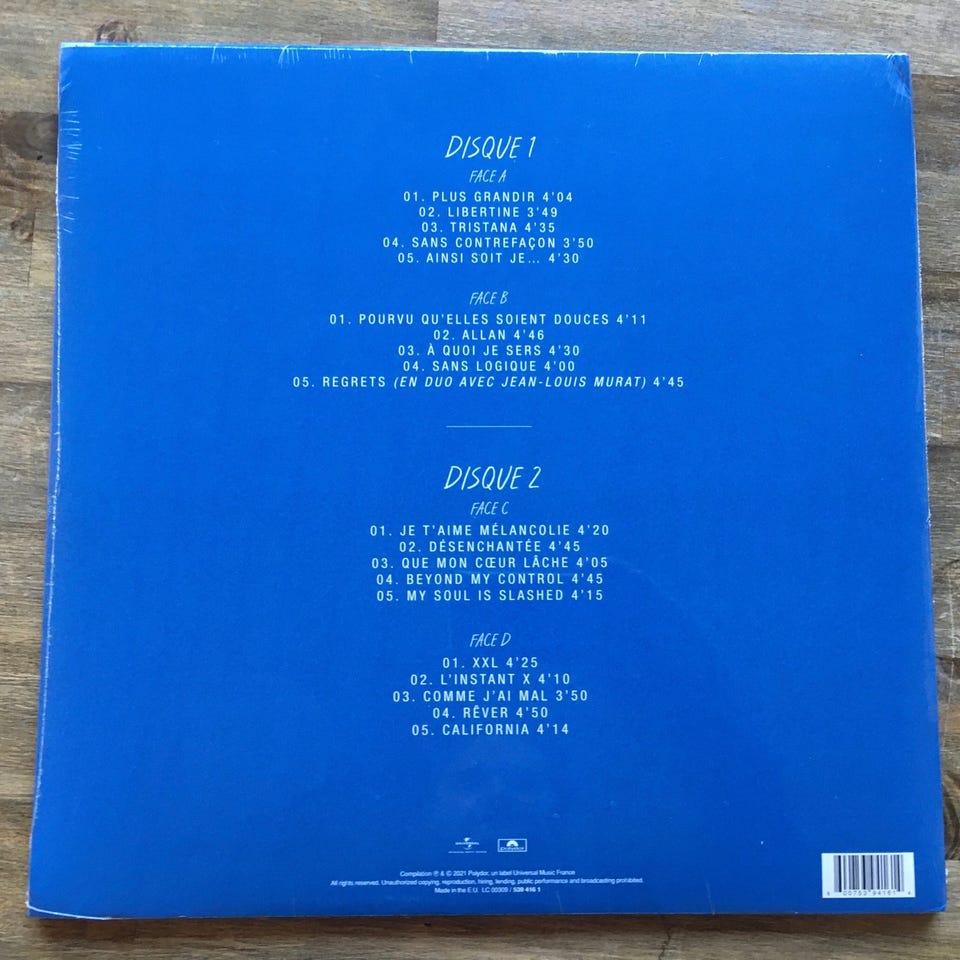 DISQUE 1
FACE A
01. PLUS GRANDIR 4'04
02. LIBERTINE 3'49
03. TRISTANA 4'35
04. SANS CONTREFAÇON 3'50
05. AINSI SOIT JE... 4'30
FACE B
01. POURVU QU'ELLES SOIENT DOUCES 4'11
02. ALLAN 4'46
03. À QUOI JE SERS 4'30
04. SANS LOGIQUE 4'00
05. REGRETS (EN DUO AVEC JEAN-LOUIS MURAT) 4'45
DISQUE 2
FACE C
01. JE T'AIME MÉLANCOLIE 4'20
02. DÉSENCHANTÉE 4'45
03. QUE MON CŒUR LÂCHE 4'05
04. BEYOND MY CONTROL 4'45
05. MY SOUL IS SLASHED 4'15
FACE D
01. XXL 4'25
02. L'INSTANT X 4'10
03. COMME J'AI MAL 3'50
04. RÊVER 4'50
05. CALIFORNIA 4'14
UNIVERSAL
polydor
Compilation ℗ & © 2021 Polydor, un label Universal Music France
All rights reserved. Unauthorized copying, reproduction, hiring, lending, public performance and broadcasting prohibited.
Made in the E.U. LC 00309 / 539 416 1